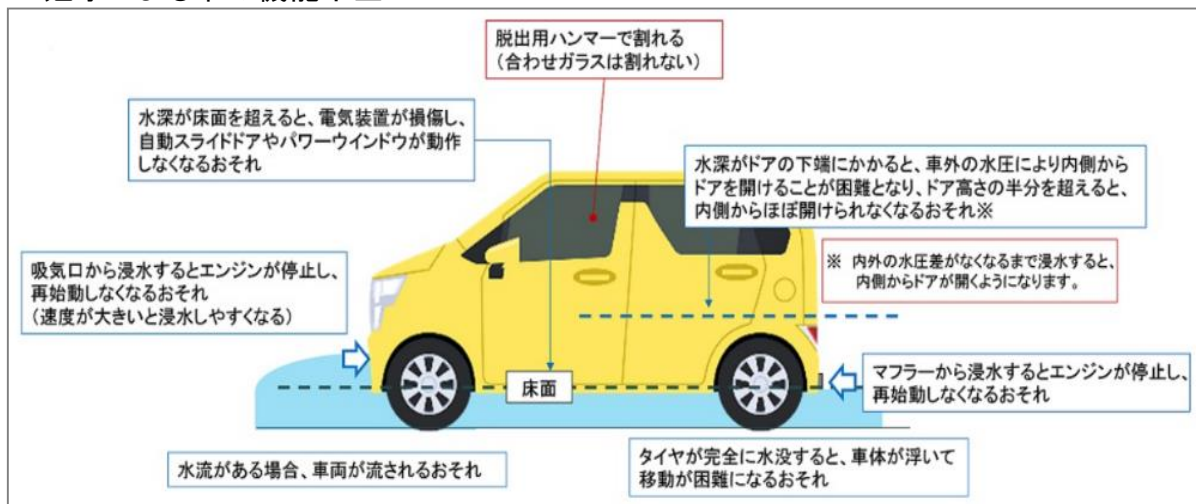 脱出用ハンマーで割れる
(合わせガラスは割れない)
水深が床面を超えると、電気装置が損傷し、
自動スライドドアやパワーウインドウが動作
しなくなるおそれ
水深がドアの下端にかかると、車外の水圧により内側から
ドアを開けることが困難となり、ドア高さの半分を超えると、
内側からほぼ開けられなくなるおそれ※
※ 内外の水圧差がなくなるまで浸水すると、
内側からドアが開くようになります。
吸気口から浸水するとエンジンが停止し、
再始動しなくなるおそれ
(速度が大きいと浸水しやすくなる)
床面
マフラーから浸水するとエンジンが停止し、
再始動しなくなるおそれ
水流がある場合、車両が流されるおそれ
タイヤが完全に水没すると、車体が浮いて
移動が困難になるおそれ